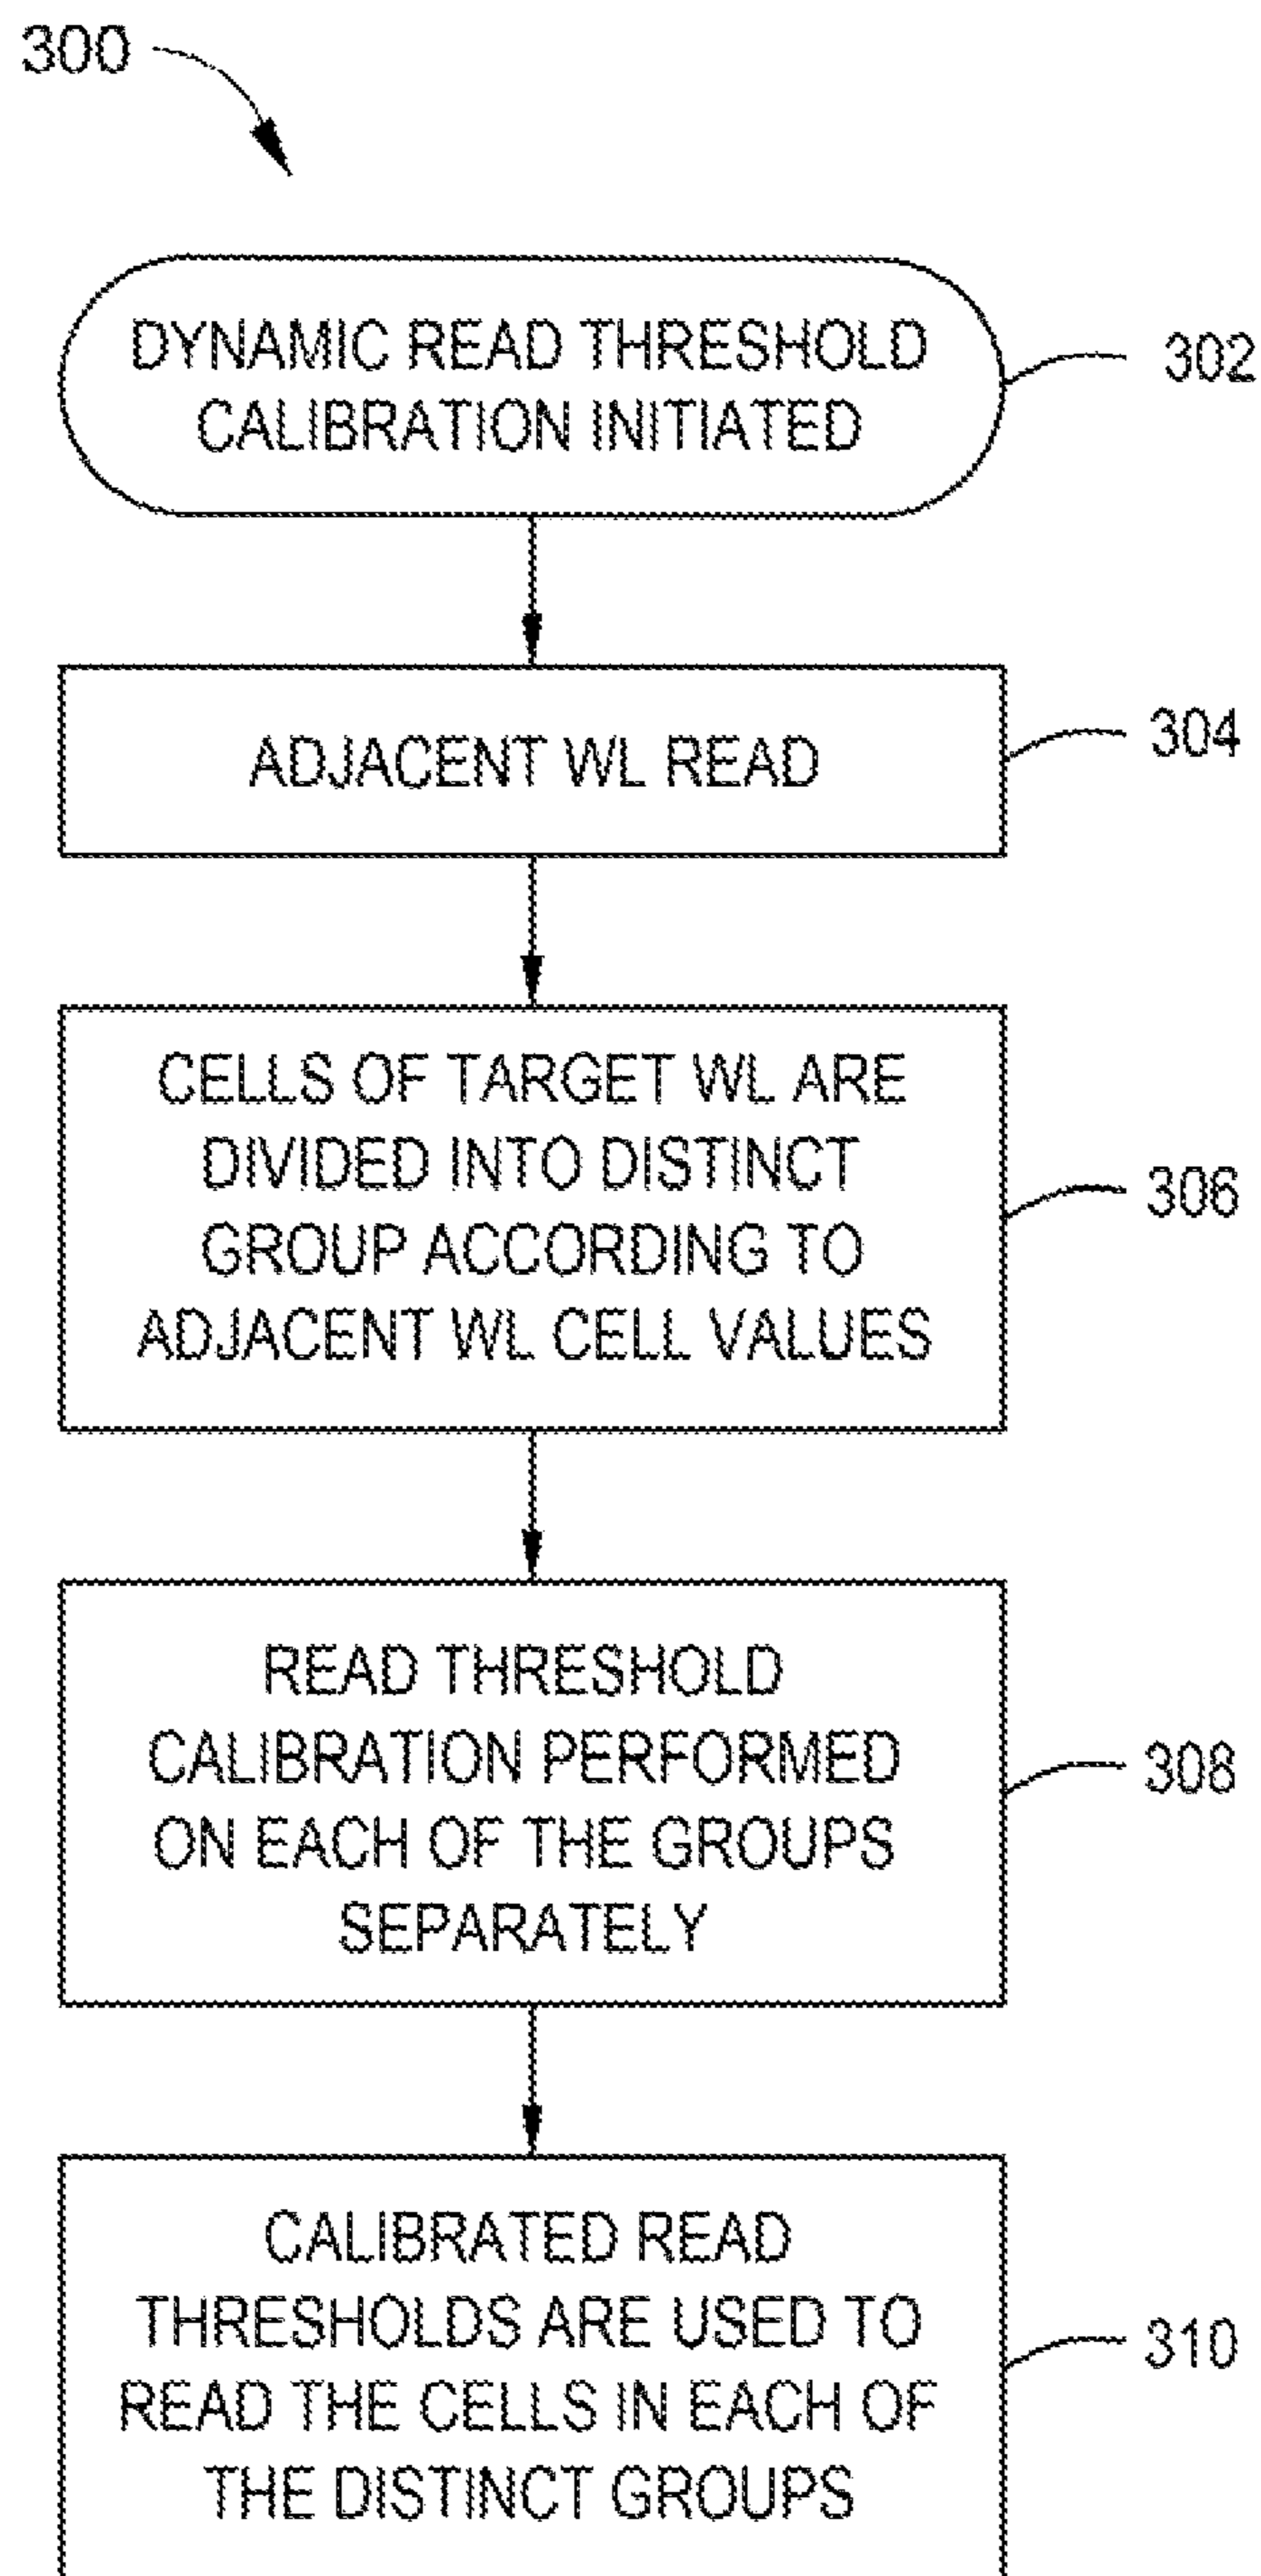 300
DYNAMIC READ THRESHOLD
CALIBRATION INITIATED
302
ADJACENT WL READ
304
CELLS OF TARGET WL ARE
DIVIDED INTO DISTINCT
GROUP ACCORDING TO
ADJACENT WL CELL VALUES
306
READ THRESHOLD
CALIBRATION PERFORMED
ON EACH OF THE GROUPS
SEPARATELY
308
CALIBRATED READ
THRESHOLDS ARE USED TO
READ THE CELLS IN EACH OF
THE DISTINCT GROUPS
310